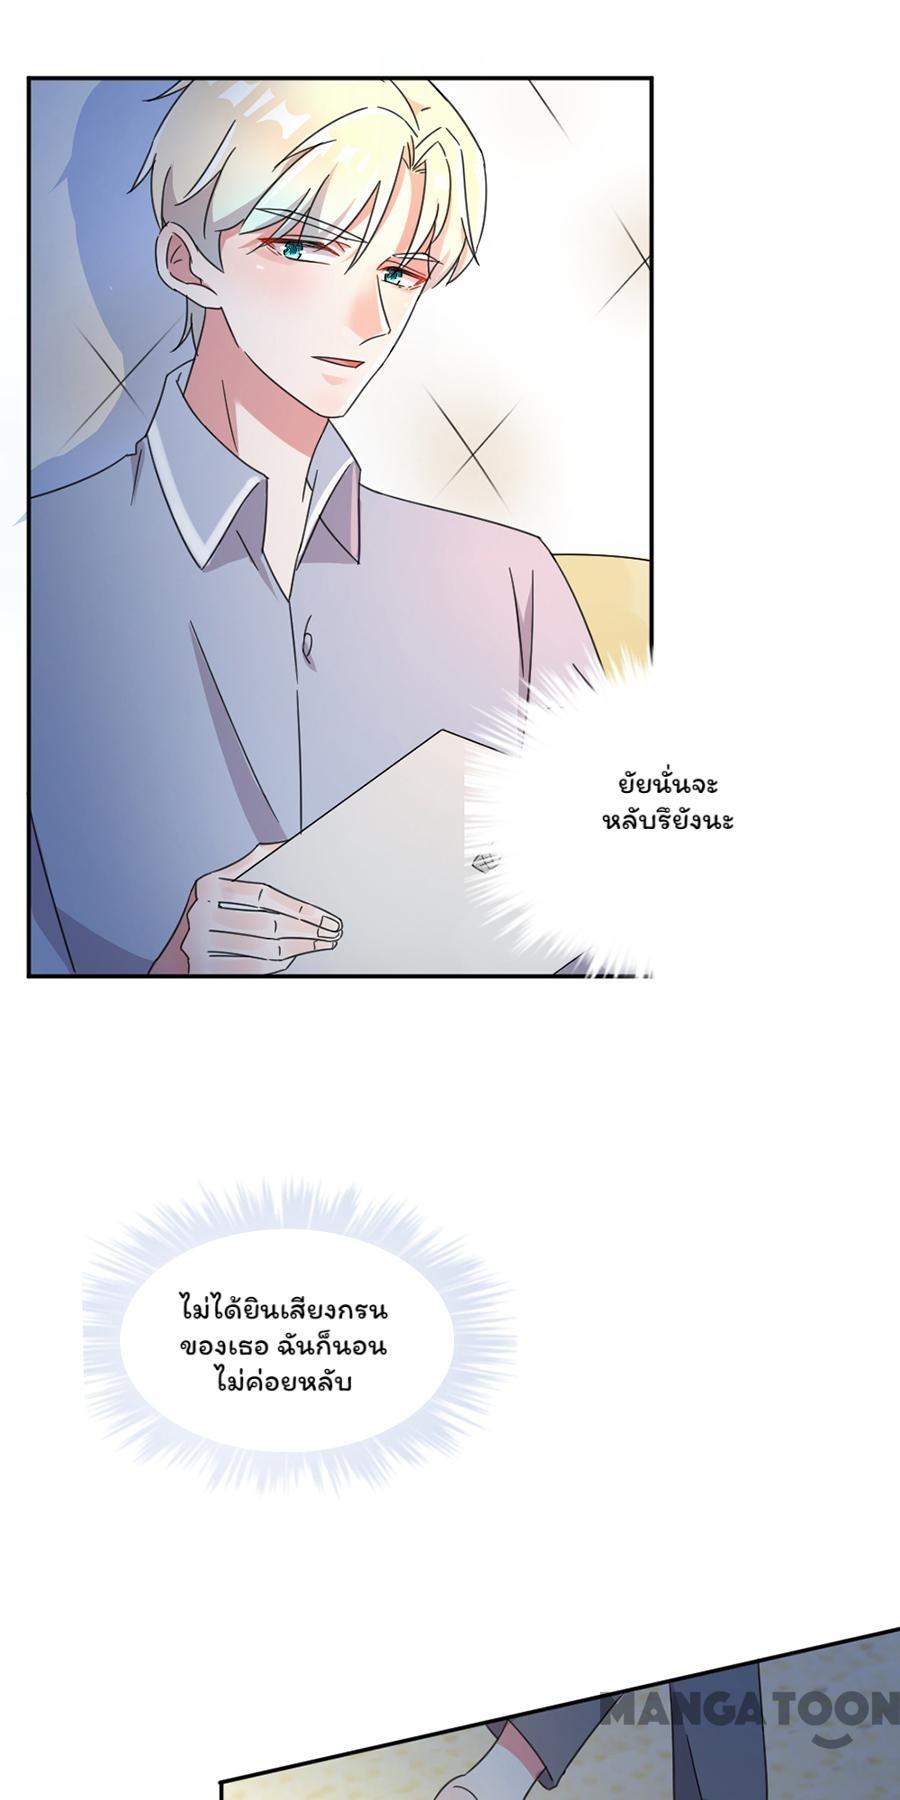 ยัยนั่นจะ
หลับรึยังนะ
ไม่ได้ยินเสียงกรน
ของเธอ ฉันก็นอน
ไม่ค่อยหลับ
MANGATOON